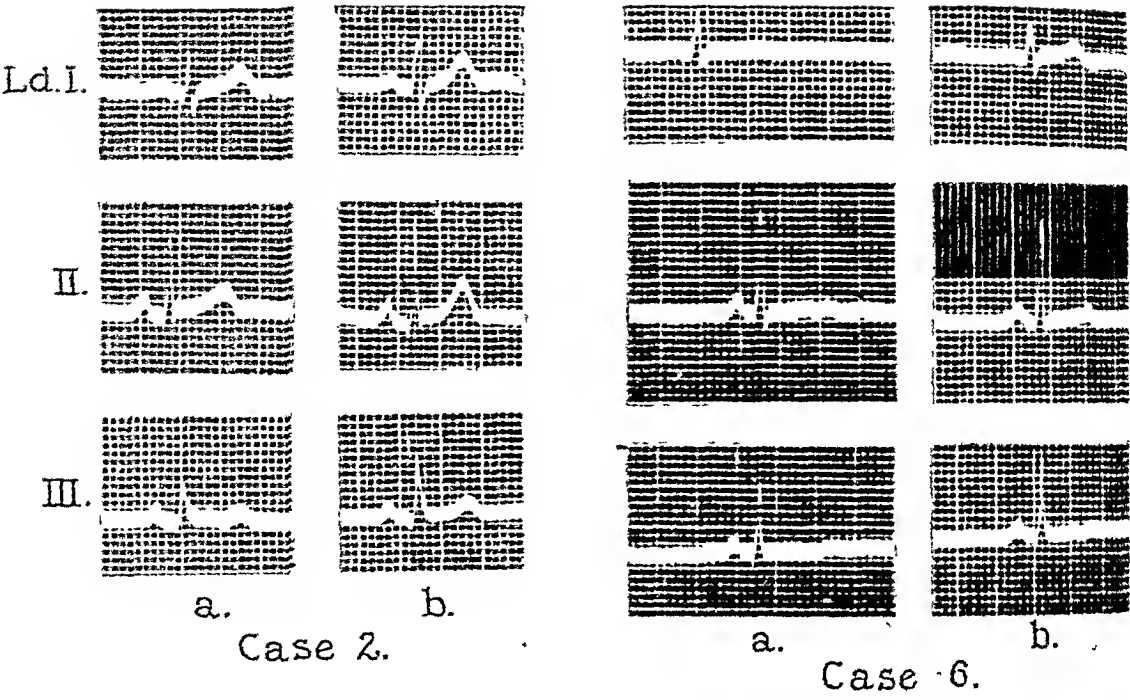 Ld.I.
II.
III.
a. b.
Case 2.
a. b.
Case 6.